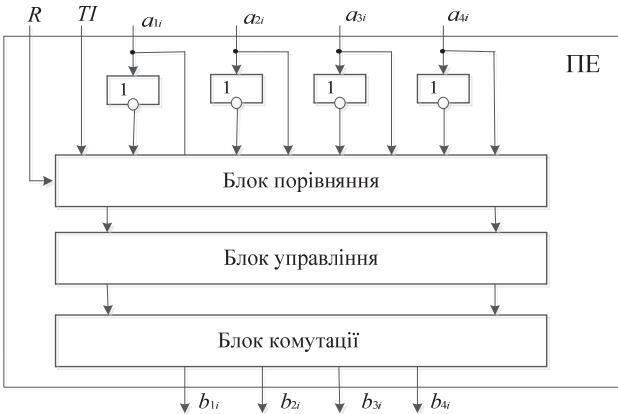 R TI a1i a2i a3i a4i
ПЕ
1 1 1 1
Блок порівняння
Блок управління
Блок комутації
b1i b2i b3i b4i